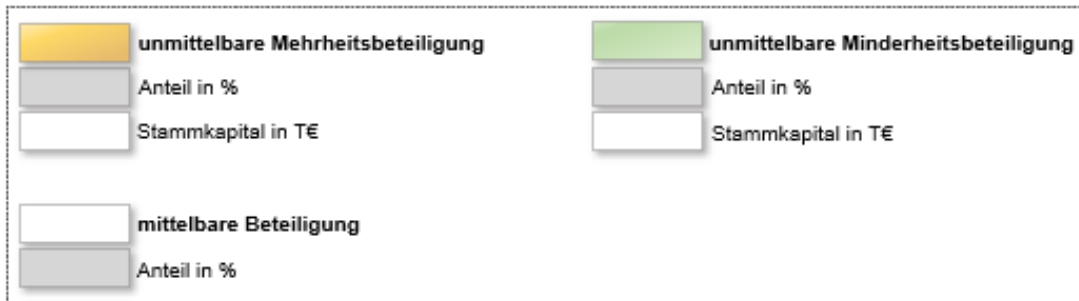 unmittelbare Mehrheitsbeteiligung
Anteil in %
Stammkapital in T€
unmittelbare Minderheitsbeteiligung
Anteil in %
Stammkapital in T€
mittelbare Beteiligung
Anteil in %